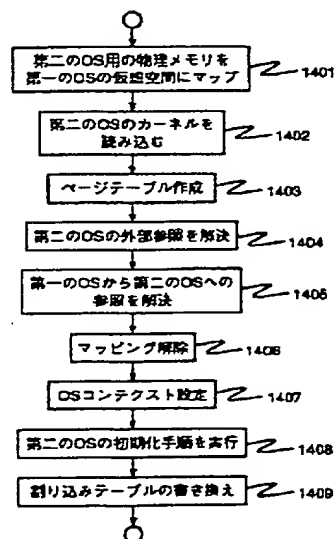 第二のOS用の物理メモリを
第一のOSの仮想空間にマップ
1401
第二のOSのカーネルを
読み込む
1402
ページテーブル作成
1403
第二のOSの外部参照を解決
1404
第一のOSから第二のOSへの
参照を解決
1405
マッピング解除
1406
OSコンテクスト設定
1407
第二のOSの初期化手順を実行
1408
割り込みテーブルの書き換え
1409